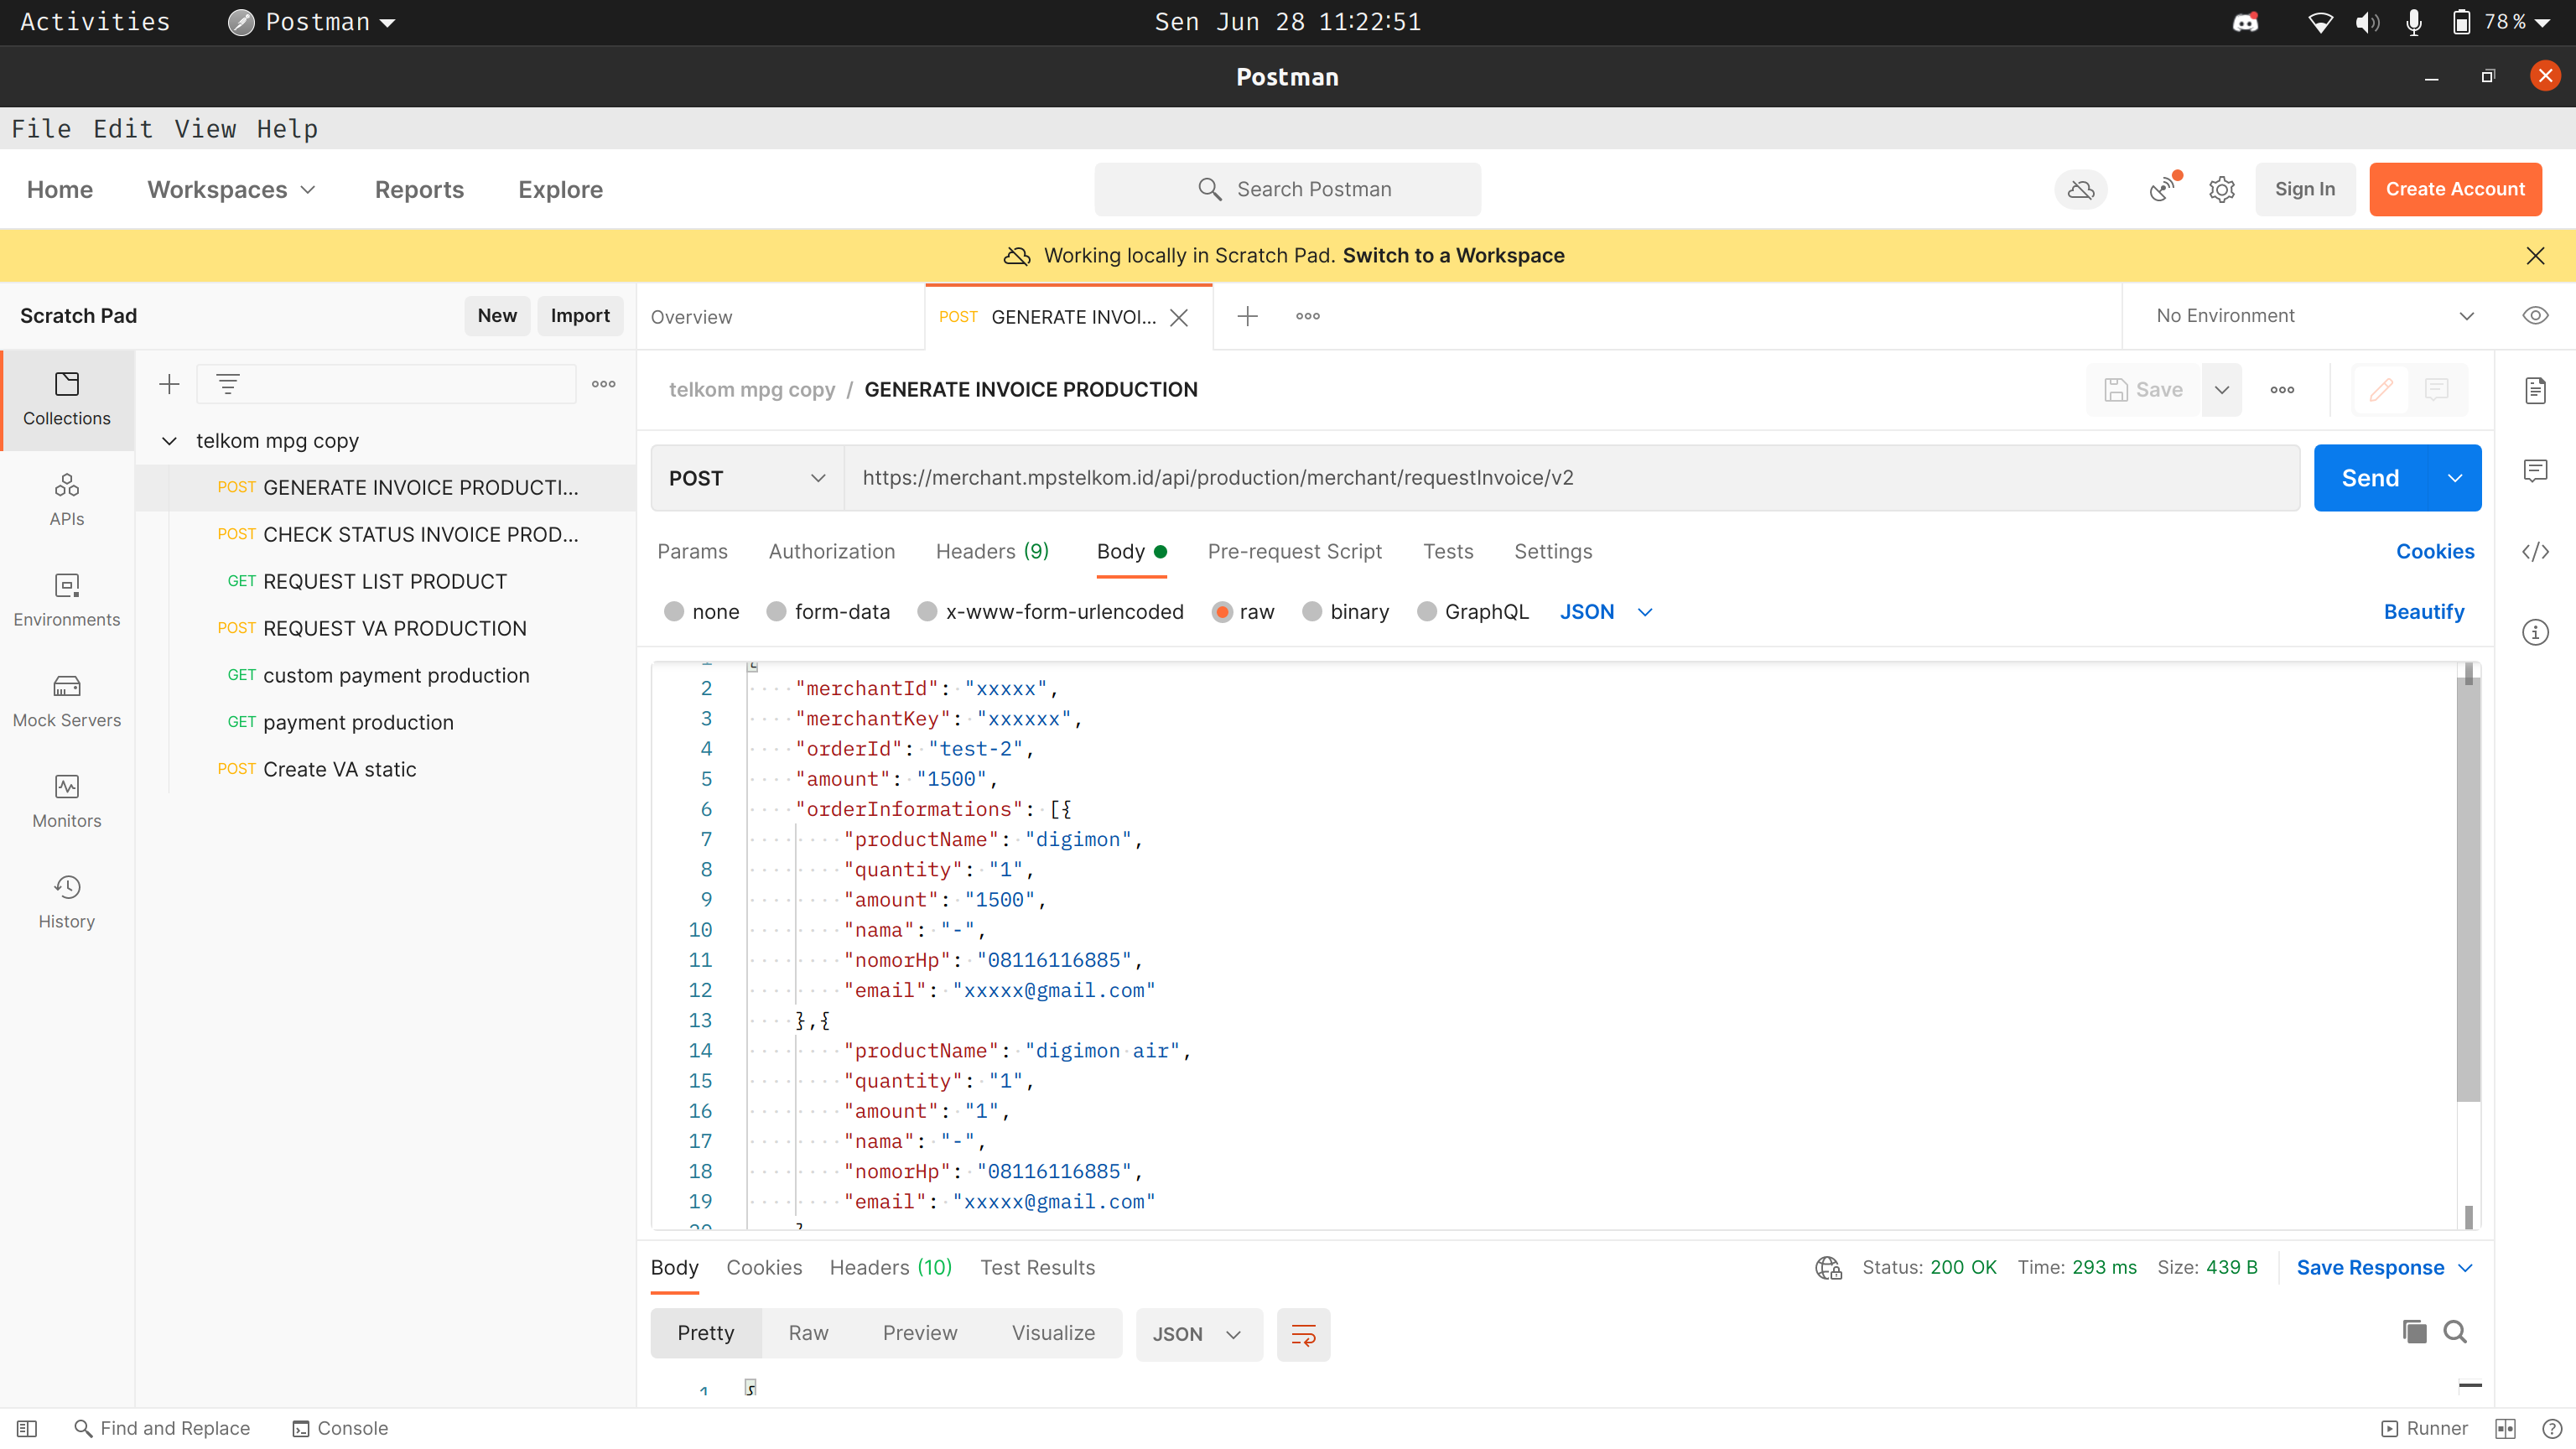 Activities Postman Sen Jun 28 11:22:51 78%
Postman
File Edit View Help
Home Workspaces Reports Explore Search Postman Sign In Create Account
Working locally in Scratch Pad. Switch to a Workspace
Scratch Pad New Import Overview POST GENERATE INVOI... No Environment
telkom mpg copy / GENERATE INVOICE PRODUCTION Save
Collections
APIs
Environments
Mock Servers
Monitors
History
telkom mpg copy
POST GENERATE INVOICE PRODUCTI...
POST CHECK STATUS INVOICE PROD...
GET REQUEST LIST PRODUCT
POST REQUEST VA PRODUCTION
GET custom payment production
GET payment production
POST Create VA static
POST https://merchant.mpstelkom.id/api/production/merchant/requestInvoice/v2 Send
Params Authorization Headers (9) Body Pre-request Script Tests Settings Cookies
none form-data x-www-form-urlencoded raw binary GraphQL JSON Beautify
2 "merchantId": "xxxxx",
3 "merchantKey": "xxxxxx",
4 "orderId": "test-2",
5 "amount": "1500",
6 "orderInformations": [{
7 "productName": "digimon",
8 "quantity": "1",
9 "amount": "1500",
10 "nama": "-",
11 "nomorHp": "08116116885",
12 "email": "xxxxx@gmail.com"
13 },{
14 "productName": "digimon air",
15 "quantity": "1",
16 "amount": "1",
17 "nama": "-",
18 "nomorHp": "08116116885",
19 "email": "xxxxx@gmail.com"
Body Cookies Headers (10) Test Results Status: 200 OK Time: 293 ms Size: 439 B Save Response
Pretty Raw Preview Visualize JSON
Find and Replace Console Runner